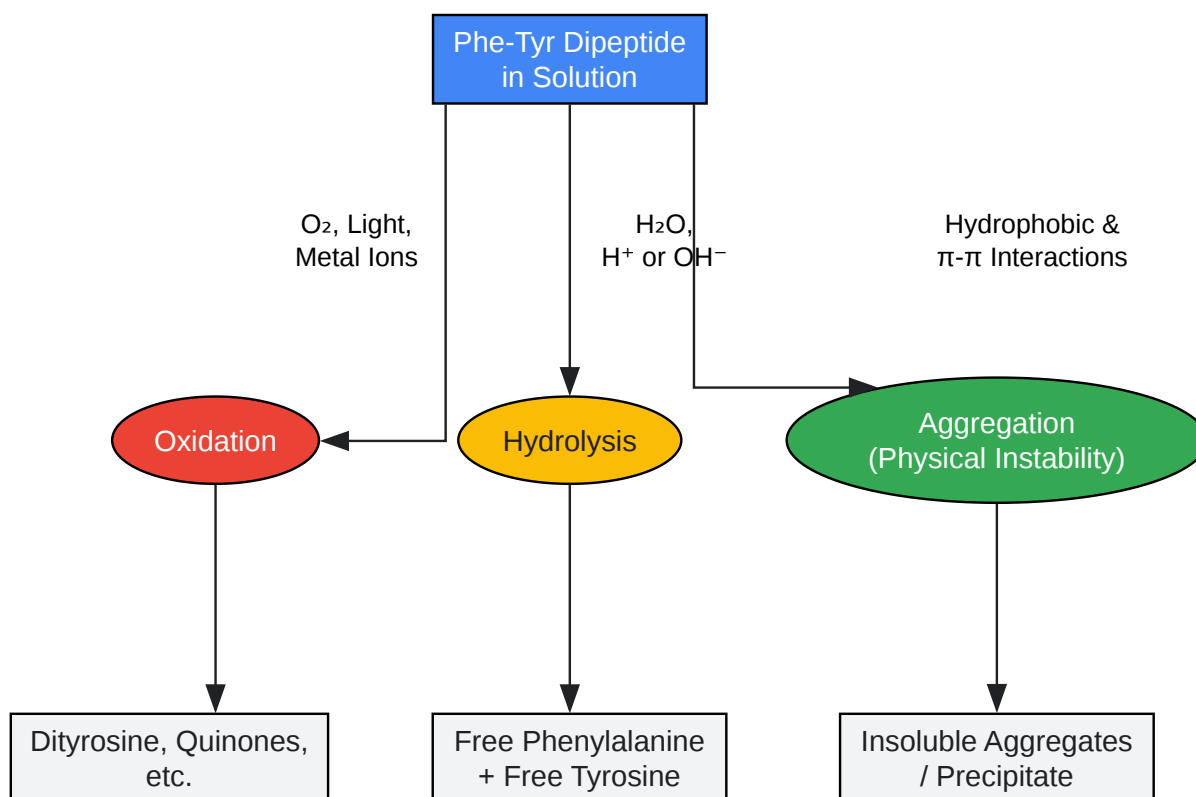 Phe-Tyr Dipeptide
in Solution
O₂, Light,
Metal Ions
H₂O,
H⁺ or OH⁻
Hydrophobic &
π-π Interactions
Oxidation
Hydrolysis
Aggregation
(Physical Instability)
Dityrosine, Quinones,
etc.
Free Phenylalanine
+ Free Tyrosine
Insoluble Aggregates
/ Precipitate